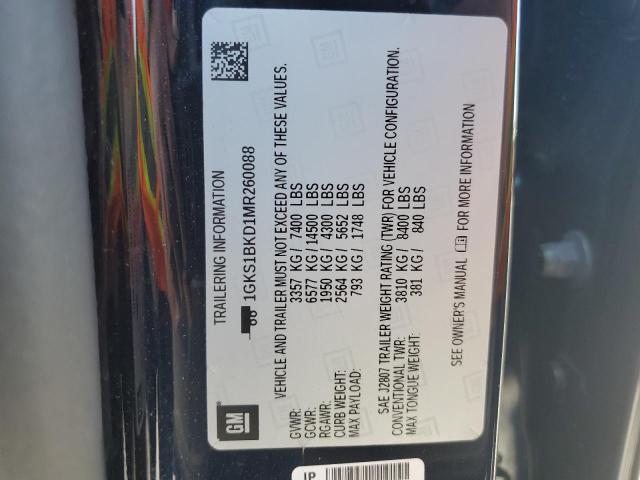 GM
TRAILERING INFORMATION
1GKS1BKD1MR260088
VEHICLE AND TRAILER MUST NOT EXCEED ANY OF THESE VALUES.
GVWR: 3357 KG / 7400 LBS
GCWR: 6577 KG / 14500 LBS
RGAWR: 1950 KG / 4300 LBS
CURB WEIGHT: 2564 KG / 5652 LBS
MAX PAYLOAD: 793 KG / 1748 LBS
SAE J2807 TRAILER WEIGHT RATING (TWR) FOR VEHICLE CONFIGURATION.
CONVENTIONAL TWR: 3810 KG / 8400 LBS
MAX TONGUE WEIGHT: 381 KG / 840 LBS
SEE OWNER'S MANUAL FOR MORE INFORMATION
IP